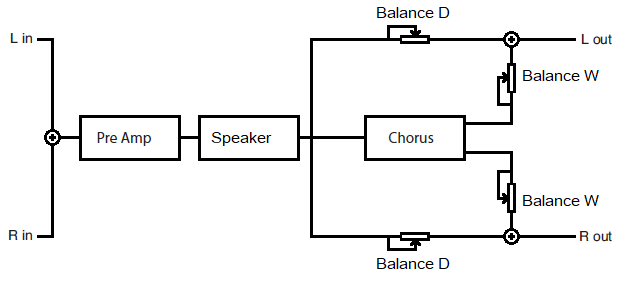 Balance D
L in
L out
Balance W
Pre Amp
Speaker
Chorus
Balance W
R in
R out
Balance D